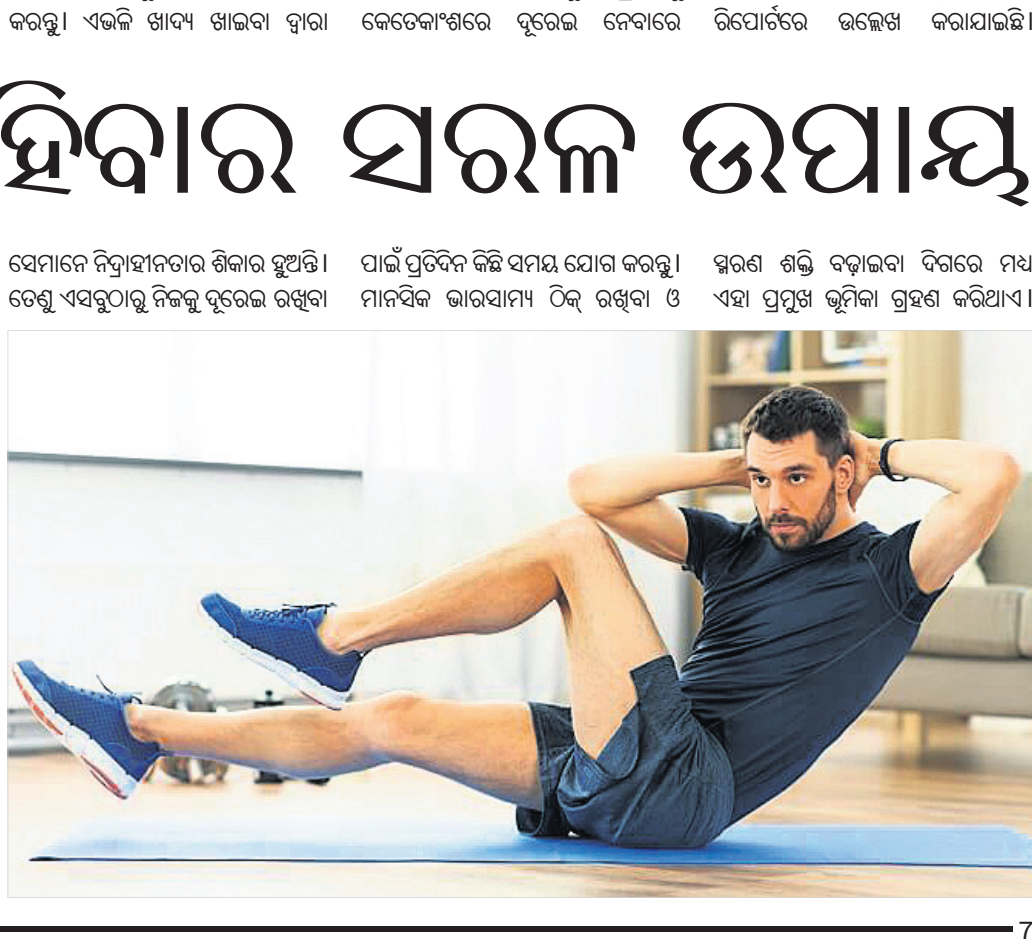 କରନ୍ତୁ। ଏଭଳି ଖାଦ୍ୟ ଖାଇବା ଦ୍ୱାରା
କେତେକାଂଶରେ ଦୂରେଇ ନେବାରେ
ରିପୋର୍ଟରେ ଉଲ୍ଲେଖ କରାଯାଇଛି।
ହିବାର ସରଳ ଉପାୟ
ସେମାନେ ନିଦ୍ରାହୀନତାର ଶିକାର ହୁଅନ୍ତି।
ତେଣୁ ଏସବୁଠାରୁ ନିଜକୁ ଦୂରେଇ ରଖିବା
ପାଇଁ ପ୍ରତିଦିନ କିଛି ସମୟ ଯୋଗ କରନ୍ତୁ।
ମାନସିକ ଭାରସାମ୍ୟ ଠିକ୍ ରଖିବା ଓ
ସ୍ମରଣ ଶକ୍ତି ବଢ଼ାଇବା ଦିଗରେ ମଧ୍ୟ
ଏହା ପ୍ରମୁଖ ଭୂମିକା ଗ୍ରହଣ କରିଥାଏ।
7